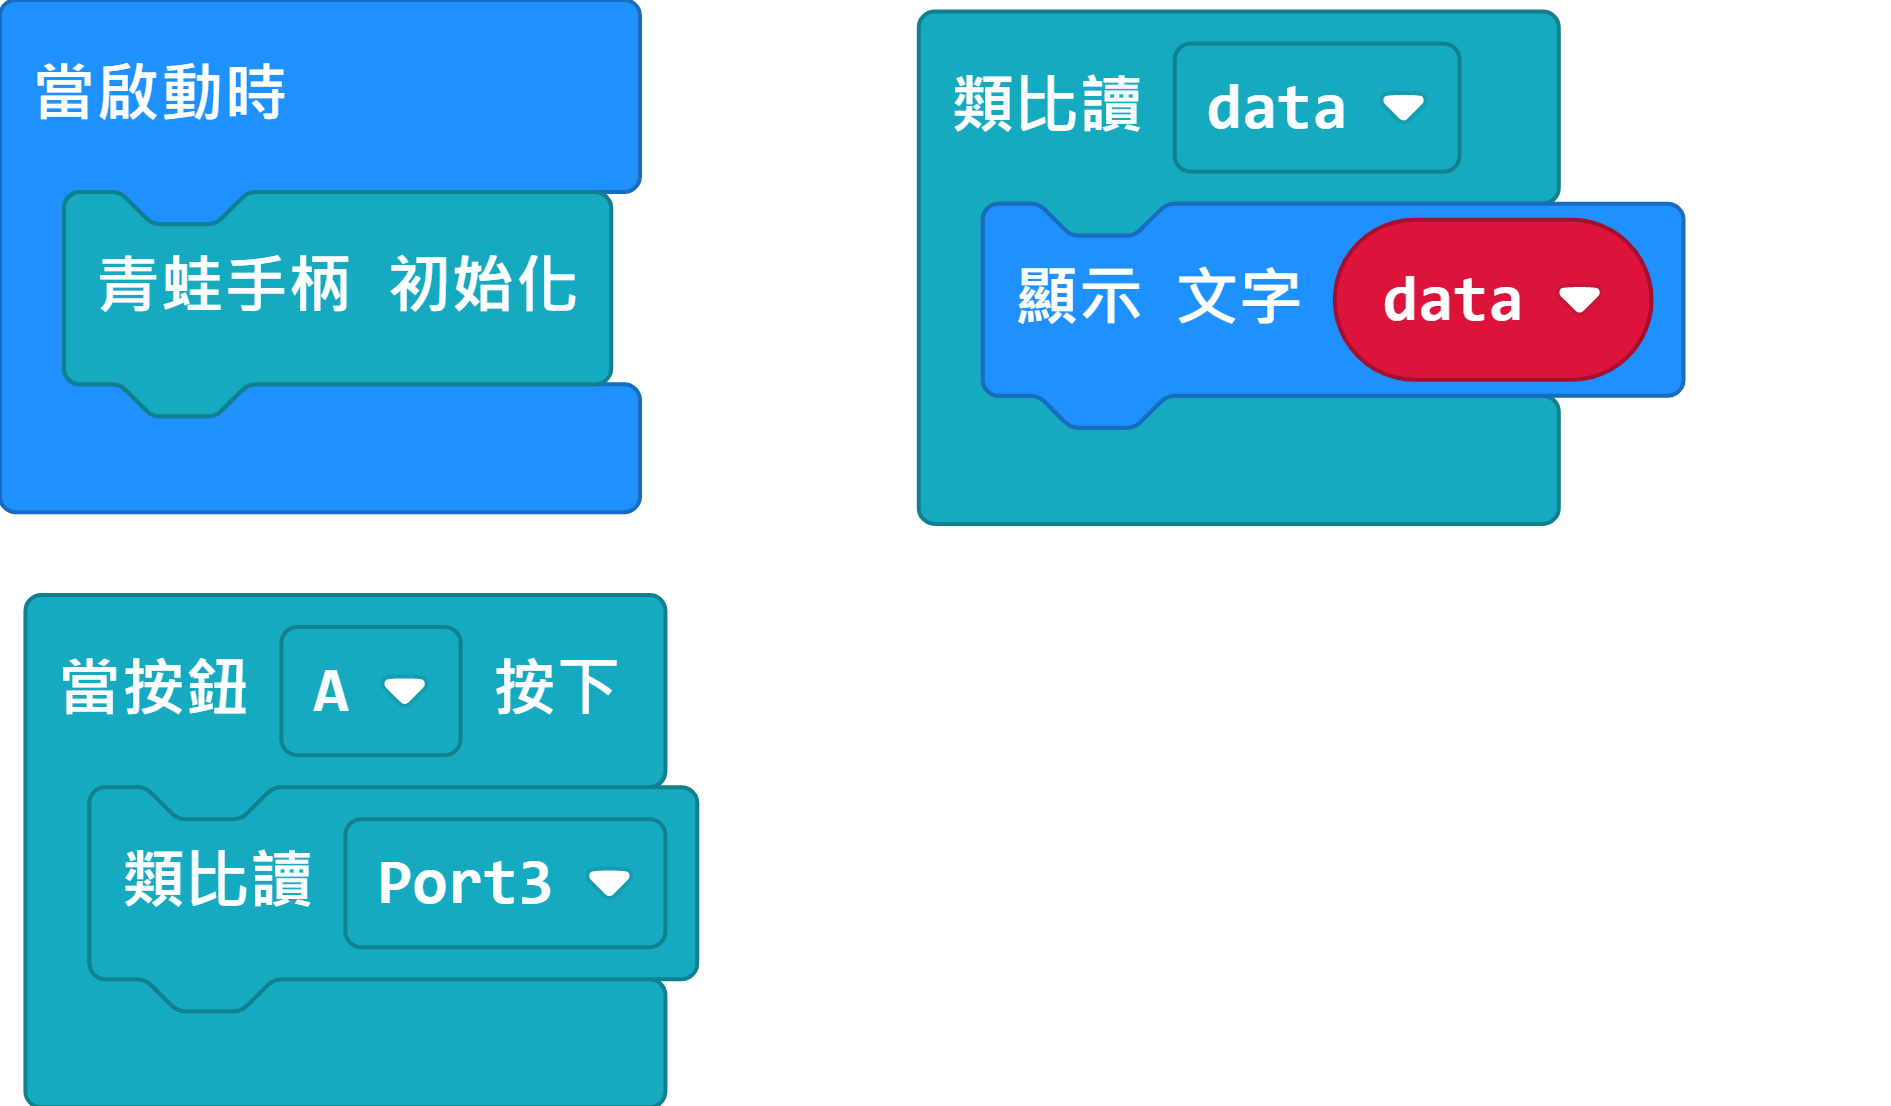 當啟動時
青蛙手柄 初始化
類比讀 data
顯示 文字 data
當按鈕 A 按下
類比讀 Port3